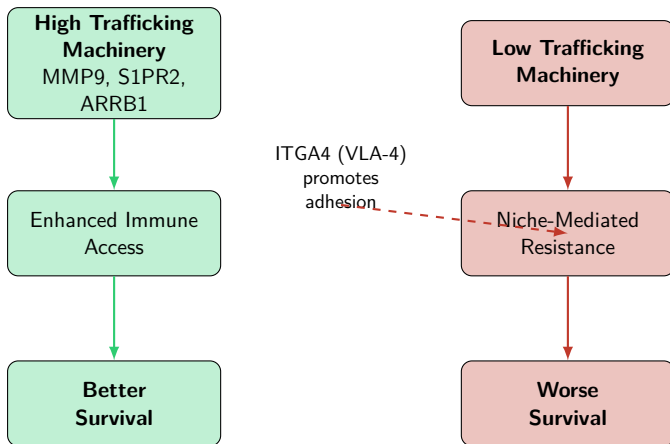 High Trafficking
Machinery
MMP9, S1PR2,
ARRB1
Low Trafficking
Machinery
ITGA4 (VLA-4)
promotes
adhesion
Enhanced Immune
Access
Niche-Mediated
Resistance
Better
Survival
Worse
Survival